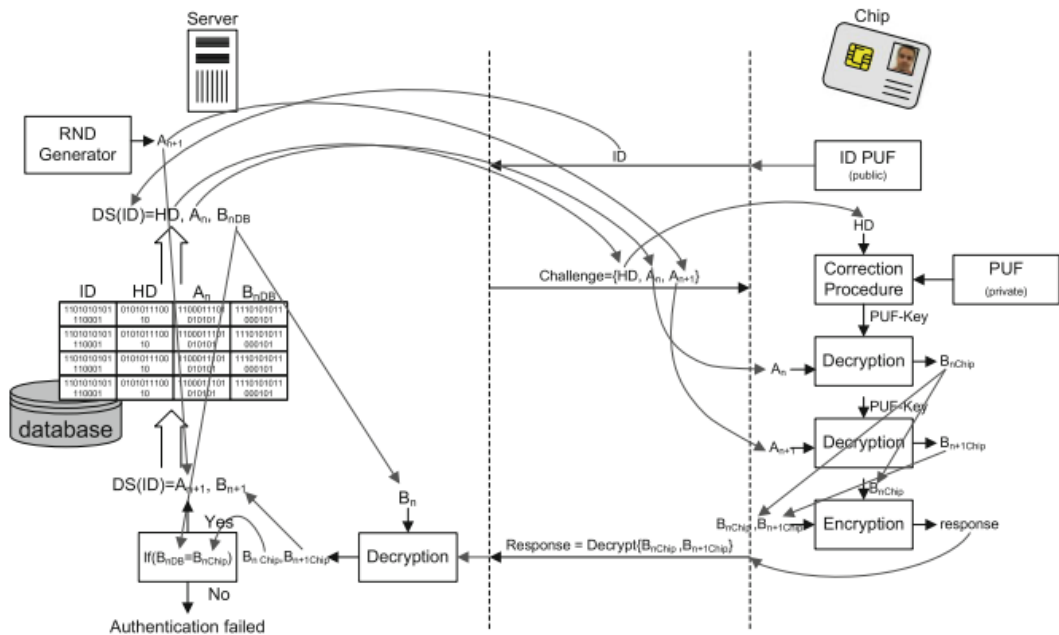 Server
Chip
RND
Generator
Aₙ₊₁
ID
ID PUF
(public)
DS(ID)=HD, Aₙ, BₙDB
HD
Challenge={HD, Aₙ, Aₙ₊₁}
Correction
Procedure
PUF
(private)
ID HD Aₙ BₙDB
1101010101 0101011100 1100011101 1110101011
110001 10 010101 000101
1101010101 0101011100 1100011101 1110101011
110001 10 010101 000101
1101010101 0101011100 1100011101 1110101011
110001 10 010101 000101
1101010101 0101011100 1100011101 1110101011
110001 10 010101 000101
PUF-Key
Aₙ
Decryption
BₙChip
database
PUF-Key
Aₙ₊₁
Decryption
Bₙ₊₁Chip
DS(ID)=Aₙ₊₁, Bₙ₊₁
Bₙ
BₙChip
Yes
BₙChip,Bₙ₊₁Chip
Encryption
response
If(BₙDB=BₙChip)
Bₙ Chip,Bₙ₊₁Chip
Decryption
Response = Decrypt{BₙChip,Bₙ₊₁Chip}
No
Authentication failed